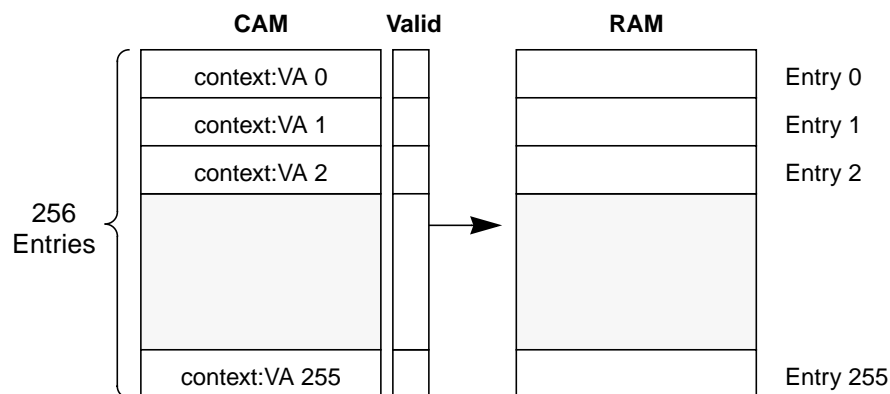 CAM Valid RAM
context:VA 0 Entry 0
context:VA 1 Entry 1
context:VA 2 Entry 2
256
Entries
context:VA 255 Entry 255